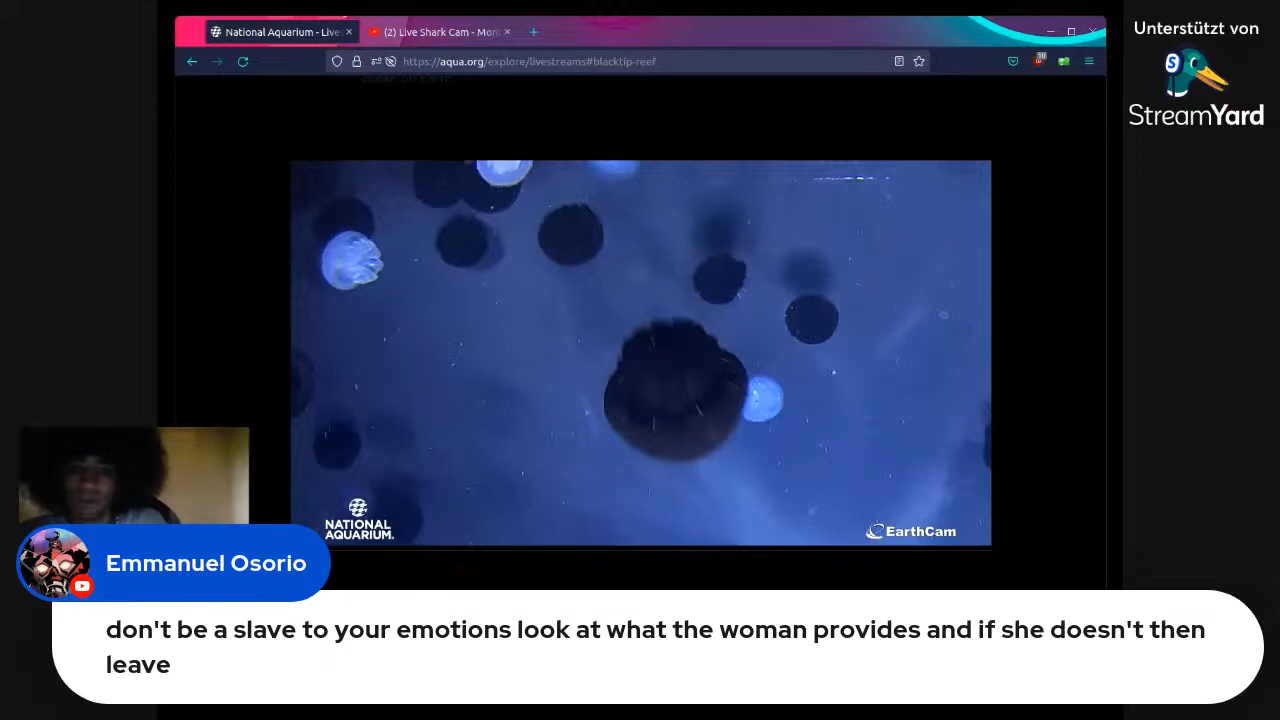 National Aquarium - Live
(2) Live Shark Cam - Mont
Unterstützt von
https://aqua.org/explore/livestreams#blacktip-reef
StreamYard
NATIONAL
AQUARIUM.
EarthCam
Emmanuel Osorio
don't be a slave to your emotions look at what the woman provides and if she doesn't then
leave